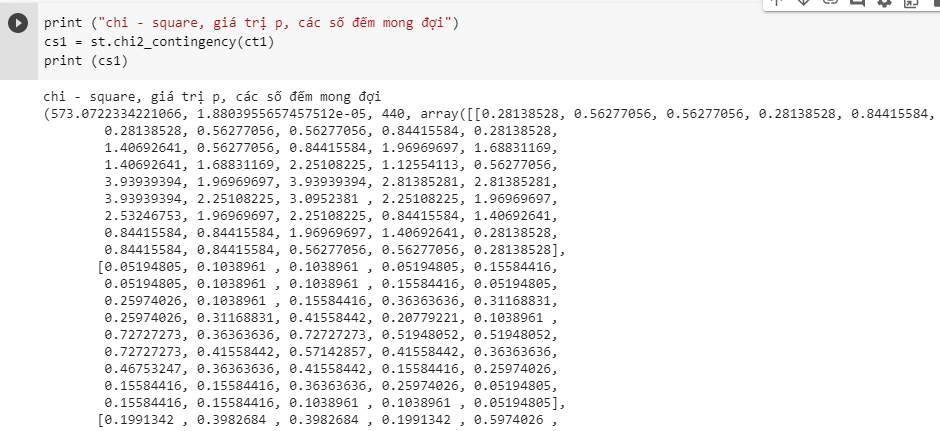 print ("chi - square, giá trị p, các số đếm mong đợi")
cs1 = st.chi2_contingency(ct1)
print (cs1)
chi - square, giá trị p, các số đếm mong đợi
(573.0722334221066, 1.8803955657457512e-05, 440, array([[0.28138528, 0.56277056, 0.56277056, 0.28138528, 0.84415584,
0.28138528, 0.56277056, 0.56277056, 0.84415584, 0.28138528,
1.40692641, 0.56277056, 0.84415584, 1.96969697, 1.68831169,
1.40692641, 1.68831169, 2.25108225, 1.12554113, 0.56277056,
3.93939394, 1.96969697, 3.93939394, 2.81385281, 2.81385281,
3.93939394, 2.25108225, 3.0952381 , 2.25108225, 1.96969697,
2.53246753, 1.96969697, 2.25108225, 0.84415584, 1.40692641,
0.84415584, 0.84415584, 1.96969697, 1.40692641, 0.28138528,
0.84415584, 0.84415584, 0.56277056, 0.56277056, 0.28138528],
[0.05194805, 0.1038961 , 0.1038961 , 0.05194805, 0.15584416,
0.05194805, 0.1038961 , 0.1038961 , 0.15584416, 0.05194805,
0.25974026, 0.1038961 , 0.15584416, 0.36363636, 0.31168831,
0.25974026, 0.31168831, 0.41558442, 0.20779221, 0.1038961 ,
0.72727273, 0.36363636, 0.72727273, 0.51948052, 0.51948052,
0.72727273, 0.41558442, 0.57142857, 0.41558442, 0.36363636,
0.46753247, 0.36363636, 0.41558442, 0.15584416, 0.25974026,
0.15584416, 0.15584416, 0.36363636, 0.25974026, 0.05194805,
0.15584416, 0.15584416, 0.1038961 , 0.1038961 , 0.05194805],
[0.1991342 , 0.3982684 , 0.3982684 , 0.1991342 , 0.5974026 ,